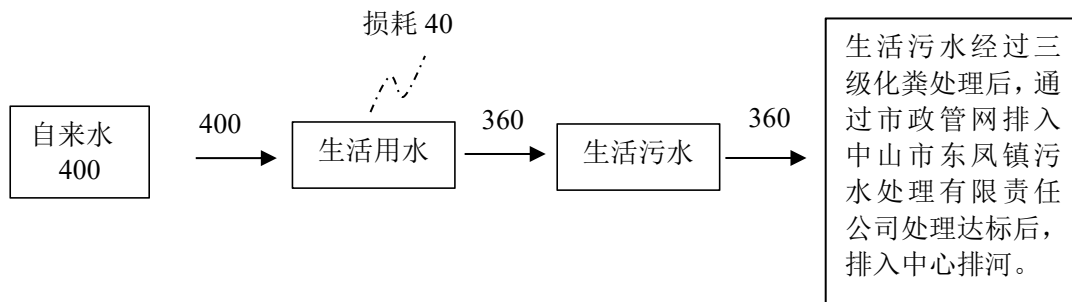 损耗 40
自来水
400
400
生活用水
360
生活污水
360
生活污水经过三
级化粪处理后，通
过市政管网排入
中山市东凤镇污
水处理有限责任
公司处理达标后，
排入中心排河。